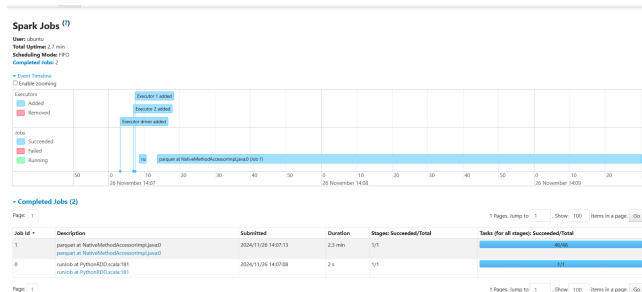 Spark Jobs (?)
User: ubuntu
Total Uptime: 2.7 min
Scheduling Mode: FIFO
Completed Jobs: 2
Event Timeline
Enable zooming
Executors
Added
Removed
Executor 1 added
Executor 2 added
Executor driver added
Jobs
Succeeded
Failed
Running
ru
parquet at NativeMethodAccessorImpl.java:0 (Job 1)
50 0 10 20 30 40 50 0 10 20 30 40 50 0 10 20
26 November 14:07 26 November 14:08 26 November 14:09
Completed Jobs (2)
Page: 1 1 Pages. Jump to 1 . Show 100 items in a page. Go
Job Id Description Submitted Duration Stages: Succeeded/Total Tasks (for all stages): Succeeded/Total
1 parquet at NativeMethodAccessorImpl.java:0 2024/11/26 14:07:13 2.3 min 1/1 46/46
parquet at NativeMethodAccessorImpl.java:0
0 runJob at PythonRDD.scala:181 2024/11/26 14:07:08 2 s 1/1 1/1
runJob at PythonRDD.scala:181
Page: 1 1 Pages. Jump to 1 . Show 100 items in a page. Go